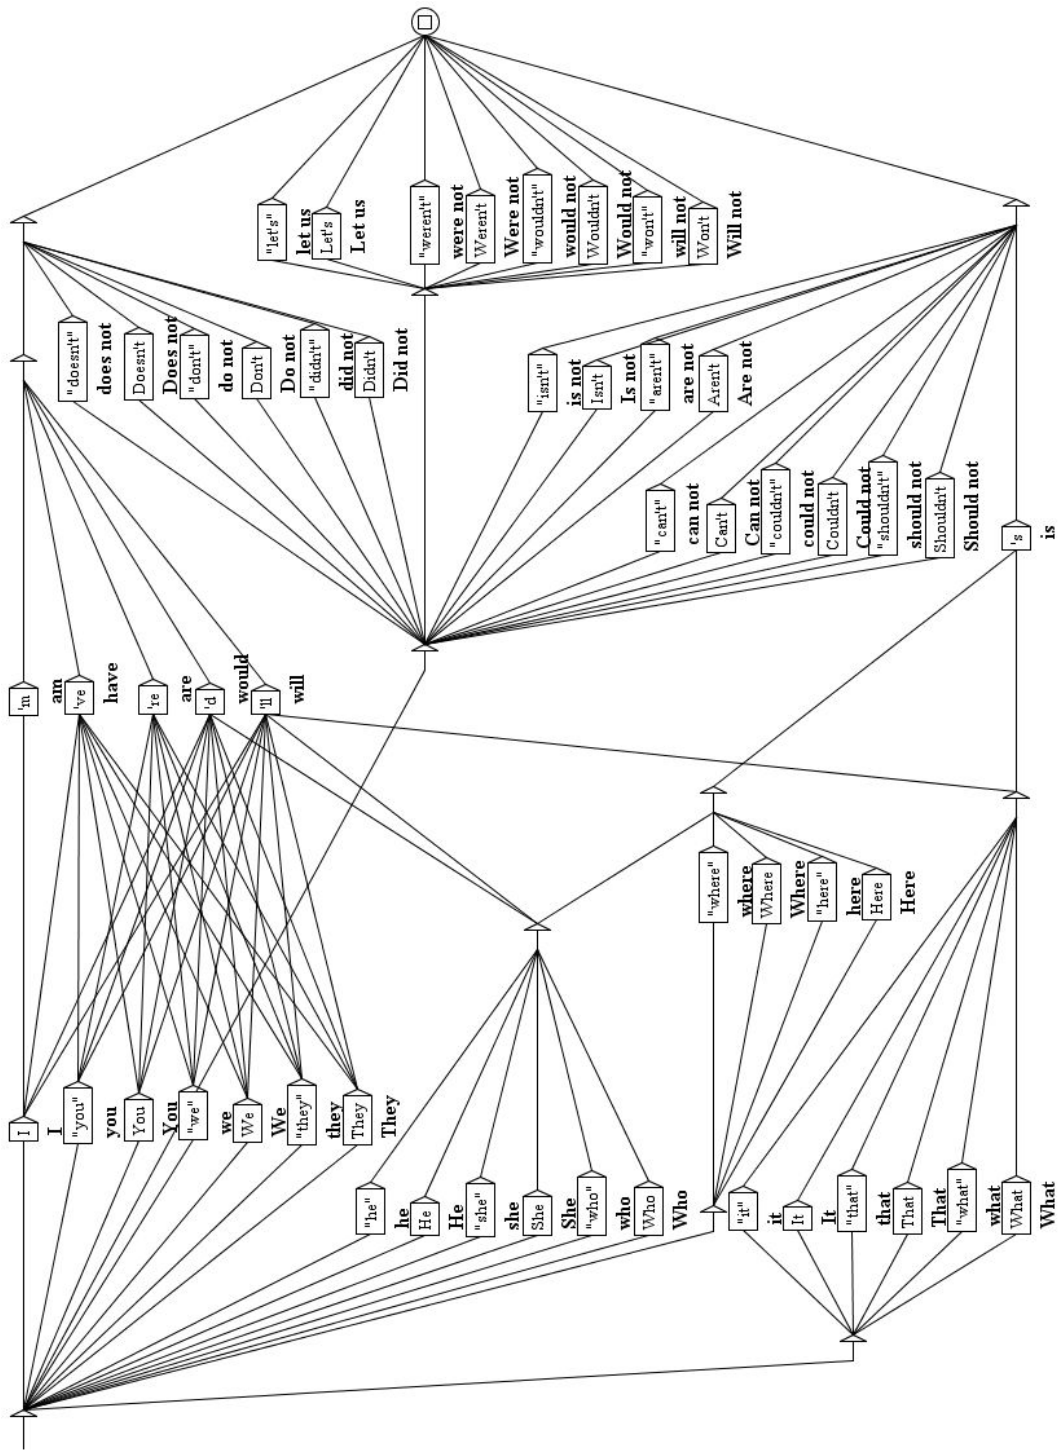 "let's"
let us
Let's
Let us
"weren't"
were not
Weren't
Were not
"wouldn't"
would not
Wouldn't
Would not
"won't"
will not
Won't
Will not
"doesn't"
does not
Doesn't
Does not
"don't"
do not
Don't
Do not
"didn't"
did not
Didn't
Did not
"isn't"
is not
Isn't
Is not
"aren't"
are not
Aren't
Are not
"can't"
can not
Can't
Can not
"couldn't"
could not
Couldn't
Could not
"shouldn't"
should not
Shouldn't
Should not
's
is
'm
am
've
have
're
are
'd
would
'll
will
"where"
where
Where
Where
"here"
here
Here
Here
I
I
"you"
you
You
You
"we"
we
We
We
"they"
they
They
They
"he"
he
He
He
"she"
she
She
She
"who"
who
Who
Who
"it"
it
It
It
"that"
that
That
That
"what"
what
What
What